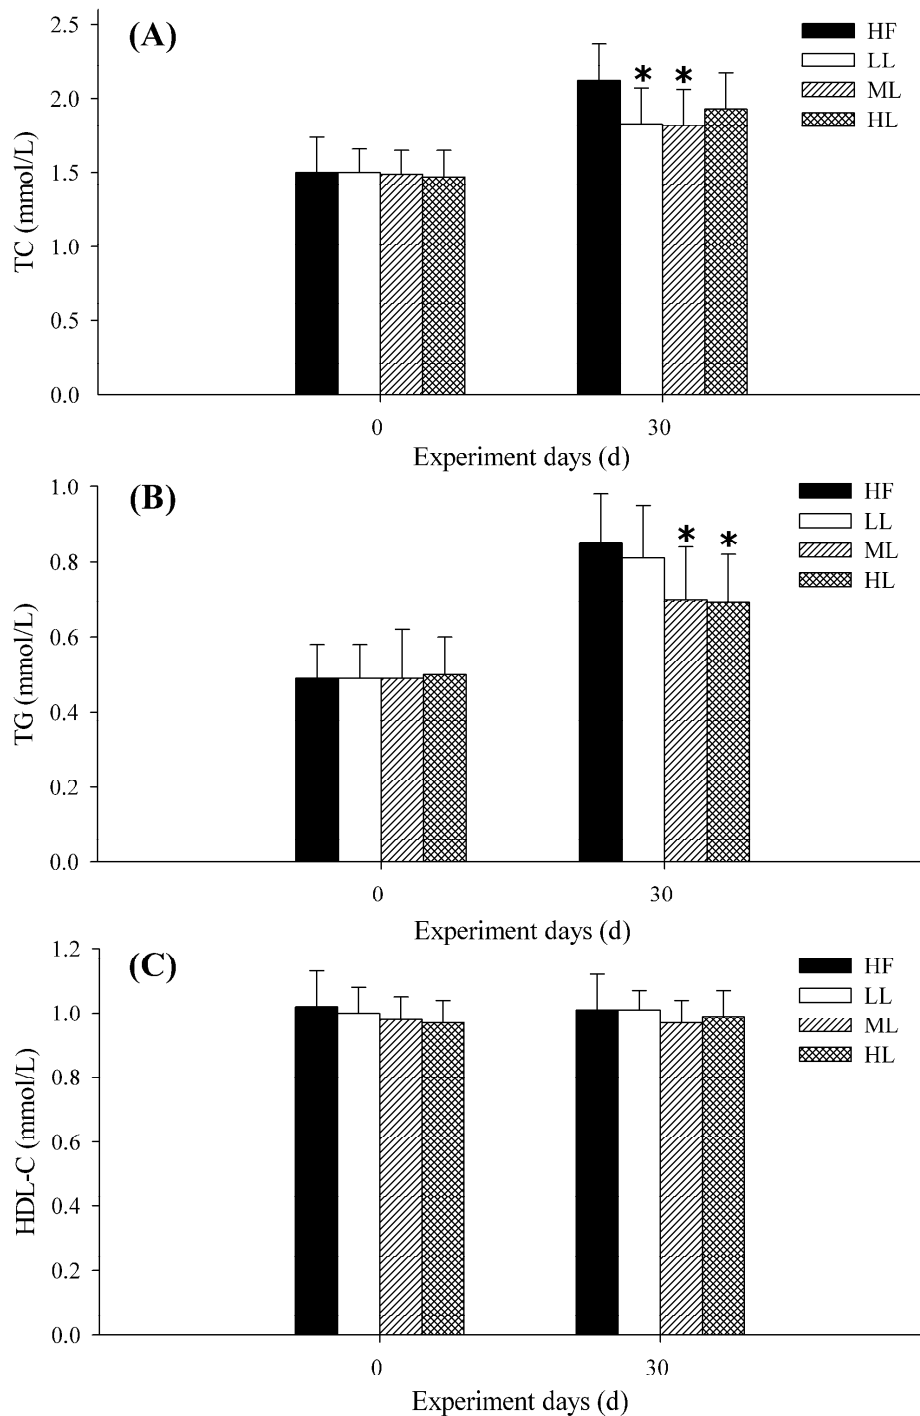 (A)
HF
LL
ML
HL
2.5
2.0
1.5
1.0
0.5
0.0
TC (mmol/L)
* *
0 30
Experiment days (d)
(B)
HF
LL
ML
HL
1.0
0.8
0.6
0.4
0.2
0.0
TG (mmol/L)
* *
0 30
Experiment days (d)
(C)
HF
LL
ML
HL
1.2
1.0
0.8
0.6
0.4
0.2
0.0
HDL-C (mmol/L)
0 30
Experiment days (d)